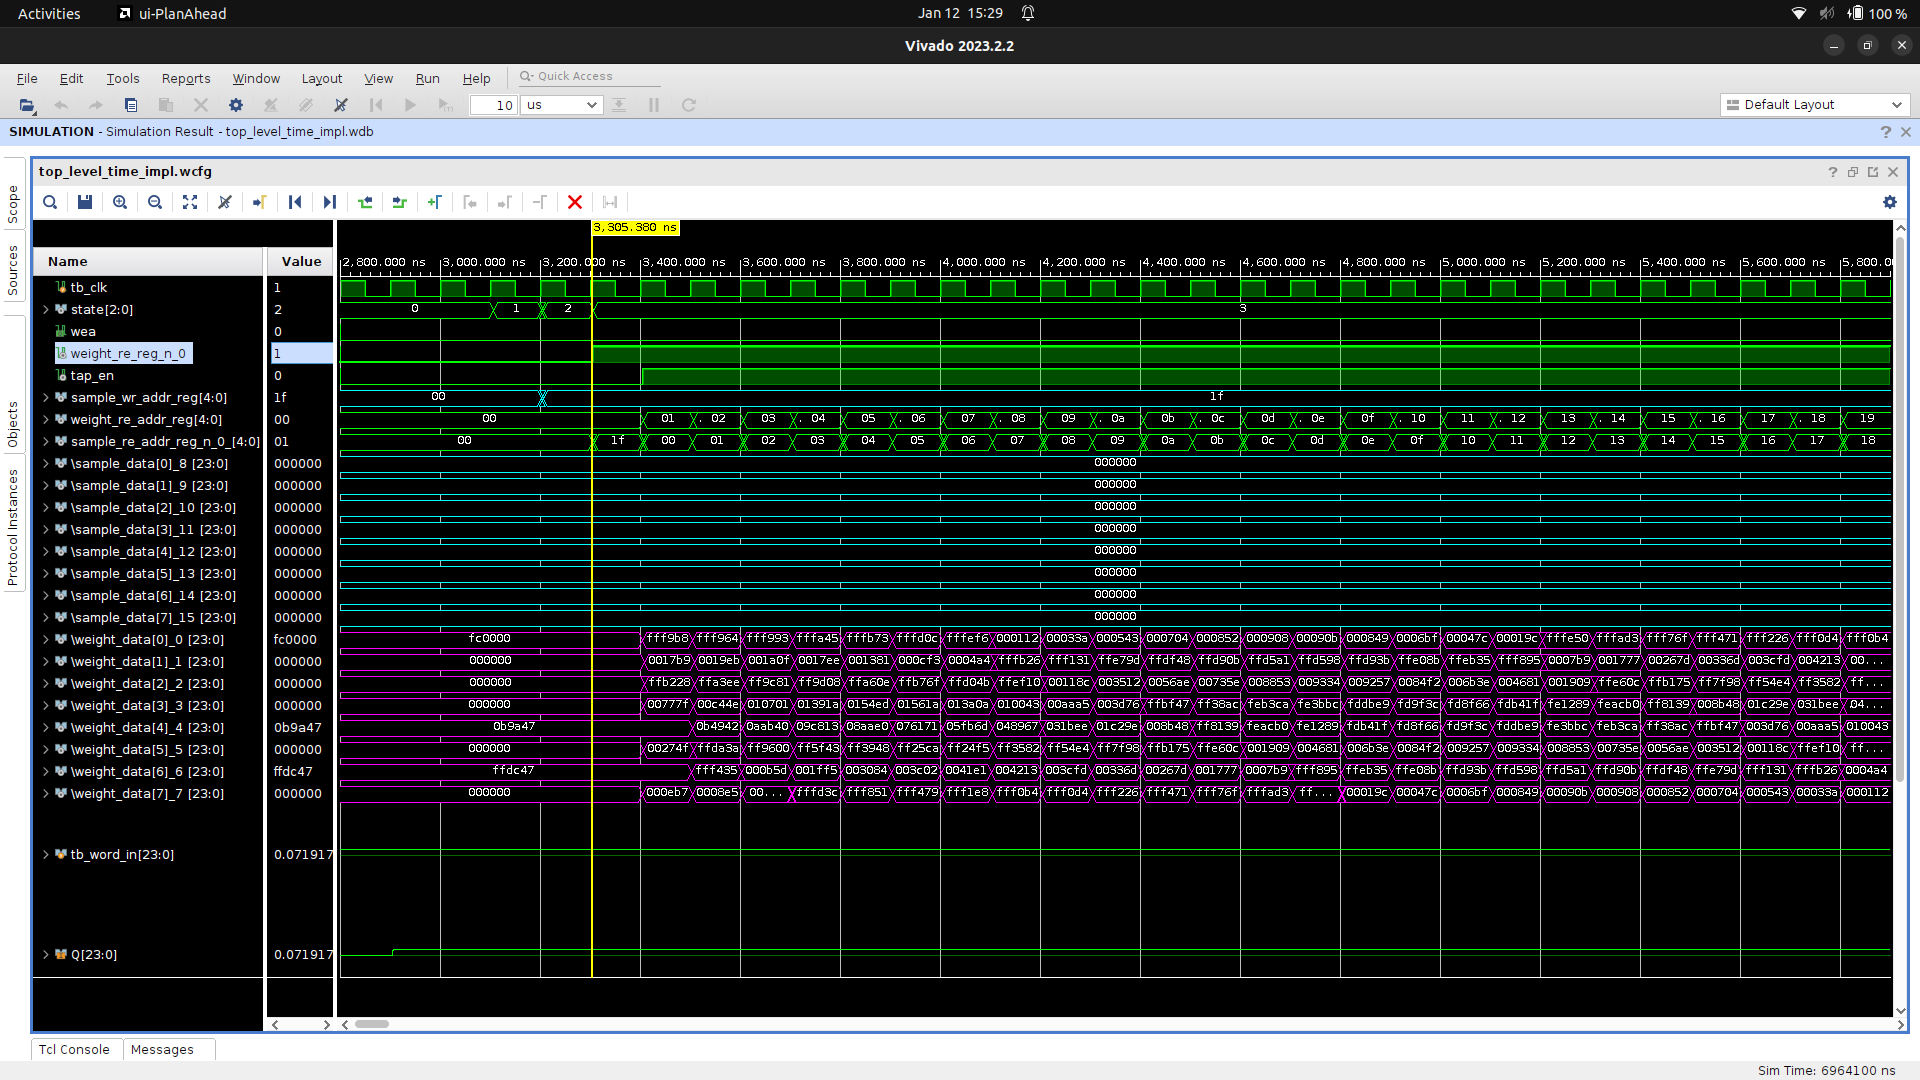 Activities ui-PlanAhead Jan 12 15:29 100 %
Vivado 2023.2.2
File Edit Tools Reports Window Layout View Run Help Quick Access
10 us Default Layout
SIMULATION - Simulation Result - top_level_time_impl.wdb ?
top_level_time_impl.wcfg ?
Scope
Sources
Objects
Protocol Instances
3,305.380 ns
Name Value 2,800.000 ns 3,000.000 ns 3,200.000 ns 3,400.000 ns 3,600.000 ns 3,800.000 ns 4,000.000 ns 4,200.000 ns 4,400.000 ns 4,600.000 ns 4,800.000 ns 5,000.000 ns 5,200.000 ns 5,400.000 ns 5,600.000 ns 5,800.0
tb_clk 1
state[2:0] 2 0 1 2 3
wea 0
weight_re_reg_n_0 1
tap_en 0
sample_wr_addr_reg[4:0] 1f 00 1f
weight_re_addr_reg[4:0] 00 00 01 . 02 03 . 04 05 . 06 07 . 08 09 . 0a 0b . 0c 0d . 0e 0f . 10 11 . 12 13 . 14 15 . 16 17 . 18 19
sample_re_addr_reg_n_0_[4:0] 01 00 1f 00 01 02 03 04 05 06 07 08 09 0a 0b 0c 0d 0e 0f 10 11 12 13 14 15 16 17 18
\sample_data[0]_8 [23:0] 000000 000000
\sample_data[1]_9 [23:0] 000000 000000
\sample_data[2]_10 [23:0] 000000 000000
\sample_data[3]_11 [23:0] 000000 000000
\sample_data[4]_12 [23:0] 000000 000000
\sample_data[5]_13 [23:0] 000000 000000
\sample_data[6]_14 [23:0] 000000 000000
\sample_data[7]_15 [23:0] 000000 000000
\weight_data[0]_0 [23:0] fc0000 fc0000 fff9b8 fff964 fff993 fffa45 fffb73 fffd0c fffef6 000112 00033a 000543 000704 000852 000908 00090b 000849 0006bf 00047c 00019c fffe50 fffad3 fff76f fff471 fff226 fff0d4 fff0b4
\weight_data[1]_1 [23:0] 000000 000000 0017b9 0019eb 001a0f 0017ee 001381 000cf3 0004a4 fffb26 fff131 ffe79d ffdf48 ffd90b ffd5a1 ffd598 ffd93b ffe08b ffeb35 fff895 0007b9 001777 00267d 00336d 003cfd 004213 00...
\weight_data[2]_2 [23:0] 000000 000000 ffb228 ffa3ee ff9c81 ff9d08 ffa60e ffb76f ffd04b ffef10 00118c 003512 0056ae 00735e 008853 009334 009257 0084f2 006b3e 004681 001909 ffe60c ffb175 ff7f98 ff54e4 ff3582 ff...
\weight_data[3]_3 [23:0] 000000 000000 00777f 00c44e 010701 01391a 0154ed 01561a 013a0a 010043 00aaa5 003d76 ffbf47 ff38ac feb3ca fe3bbc fddbe9 fd9f3c fd8f66 fdb41f fe1289 feacb0 ff8139 008b48 01c29e 031bee .04...
\weight_data[4]_4 [23:0] 0b9a47 0b9a47 0b4942 0aab40 09c813 08aae0 076171 05fb6d 048967 031bee 01c29e 008b48 ff8139 feacb0 fe1289 fdb41f fd8f66 fd9f3c fddbe9 fe3bbc feb3ca ff38ac ffbf47 003d76 00aaa5 010043
\weight_data[5]_5 [23:0] 000000 000000 00274f ffda3a ff9600 ff5f43 ff3948 ff25ca ff24f5 ff3582 ff54e4 ff7f98 ffb175 ffe60c 001909 004681 006b3e 0084f2 009257 009334 008853 00735e 0056ae 003512 00118c ffef10 ff...
\weight_data[6]_6 [23:0] ffdc47 ffdc47 fff435 000b5d 001ff5 003084 003c02 0041e1 004213 003cfd 00336d 00267d 001777 0007b9 fff895 ffeb35 ffe08b ffd93b ffd598 ffd5a1 ffd90b ffdf48 ffe79d fff131 fffb26 0004a4
\weight_data[7]_7 [23:0] 000000 000000 000eb7 0008e5 00... fffd3c fff851 fff479 fff1e8 fff0b4 fff0d4 fff226 fff471 fff76f fffad3 ff... 00019c 00047c 0006bf 000849 00090b 000908 000852 000704 000543 00033a 000112
tb_word_in[23:0] 0.071917
Q[23:0] 0.071917
Tcl Console Messages
Sim Time: 6964100 ns